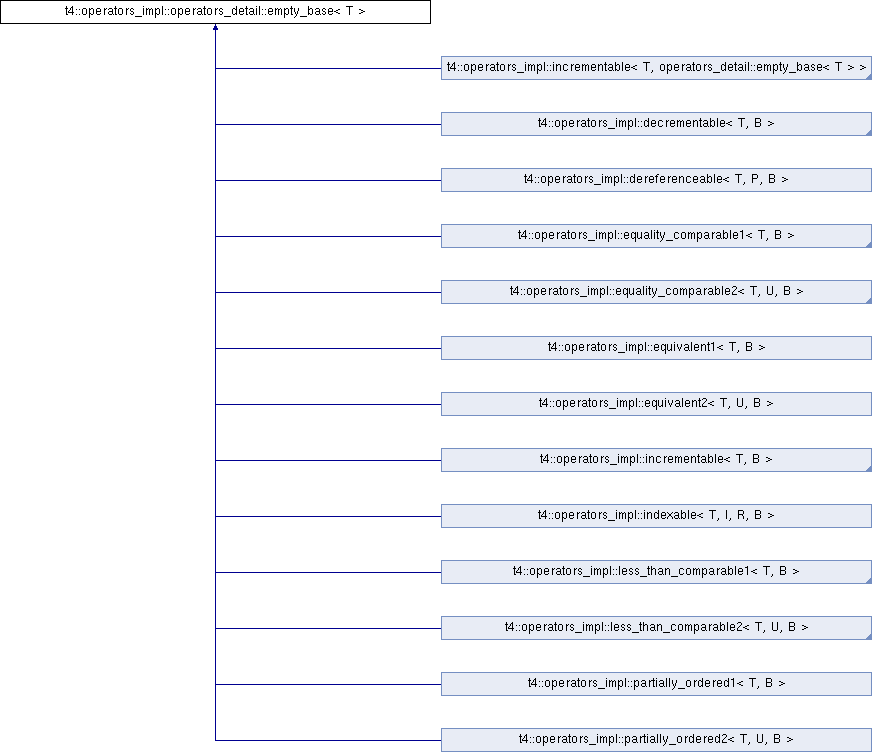 t4::operators_impl::operators_detail::empty_base< T >
t4::operators_impl::incrementable< T, operators_detail::empty_base< T > >
t4::operators_impl::decrementable< T, B >
t4::operators_impl::dereferenceable< T, P, B >
t4::operators_impl::equality_comparable1< T, B >
t4::operators_impl::equality_comparable2< T, U, B >
t4::operators_impl::equivalent1< T, B >
t4::operators_impl::equivalent2< T, U, B >
t4::operators_impl::incrementable< T, B >
t4::operators_impl::indexable< T, I, R, B >
t4::operators_impl::less_than_comparable1< T, B >
t4::operators_impl::less_than_comparable2< T, U, B >
t4::operators_impl::partially_ordered1< T, B >
t4::operators_impl::partially_ordered2< T, U, B >